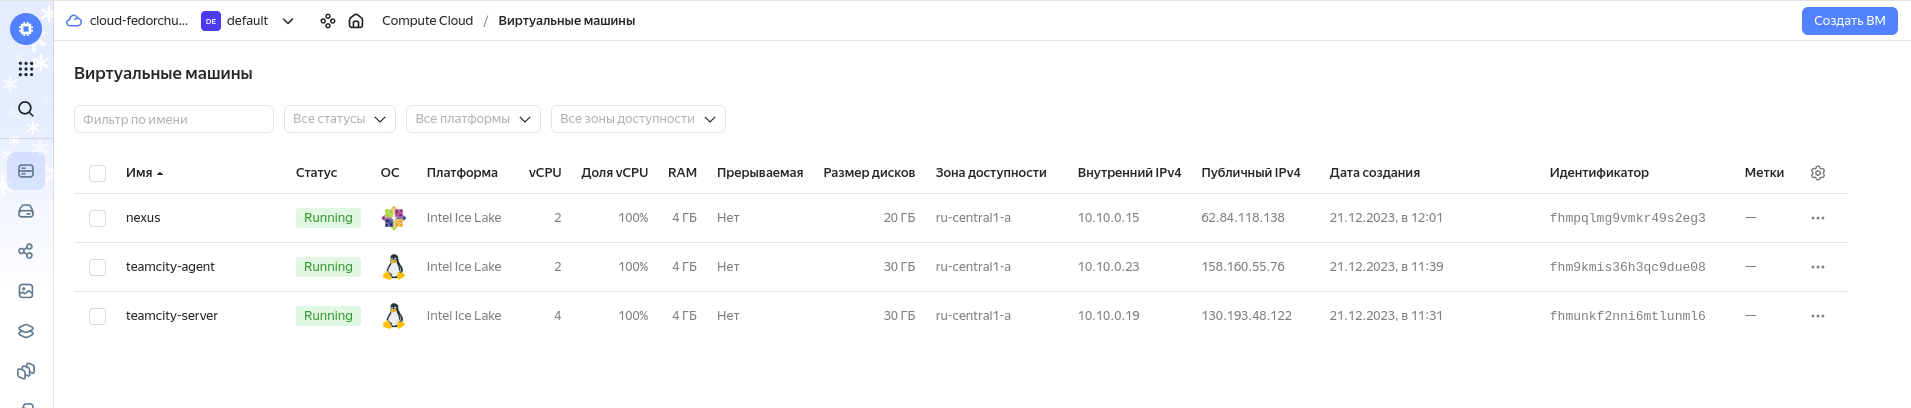 cloud-fedorchu... DE default Compute Cloud / Виртуальные машины Создать ВМ
Виртуальные машины
Фильтр по имени Все статусы Все платформы Все зоны доступности
Имя Статус ОС Платформа vCPU Доля vCPU RAM Прерываемая Размер дисков Зона доступности Внутренний IPv4 Публичный IPv4 Дата создания Идентификатор Метки
nexus Running Intel Ice Lake 2 100% 4 ГБ Нет 20 ГБ ru-central1-a 10.10.0.15 62.84.118.138 21.12.2023, в 12:01 fhmpqlmg9vmkr49s2eg3 —
teamcity-agent Running Intel Ice Lake 2 100% 4 ГБ Нет 30 ГБ ru-central1-a 10.10.0.23 158.160.55.76 21.12.2023, в 11:39 fhm9kmis36h3qc9due08 —
teamcity-server Running Intel Ice Lake 4 100% 4 ГБ Нет 30 ГБ ru-central1-a 10.10.0.19 130.193.48.122 21.12.2023, в 11:31 fhmunkf2nni6mtlunml6 —